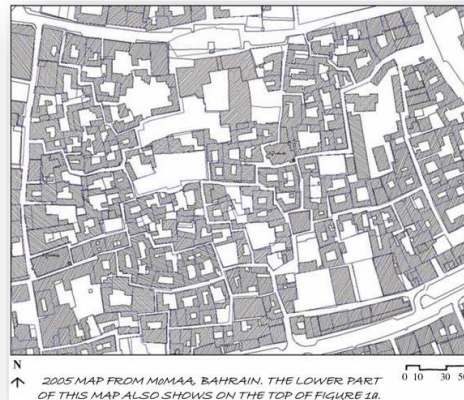 N
2005 MAP FROM MOMAA, BAHRAIN. THE LOWER PART
OF THIS MAP ALSO SHOWS ON THE TOP OF FIGURE 1a.
0 10 30 50